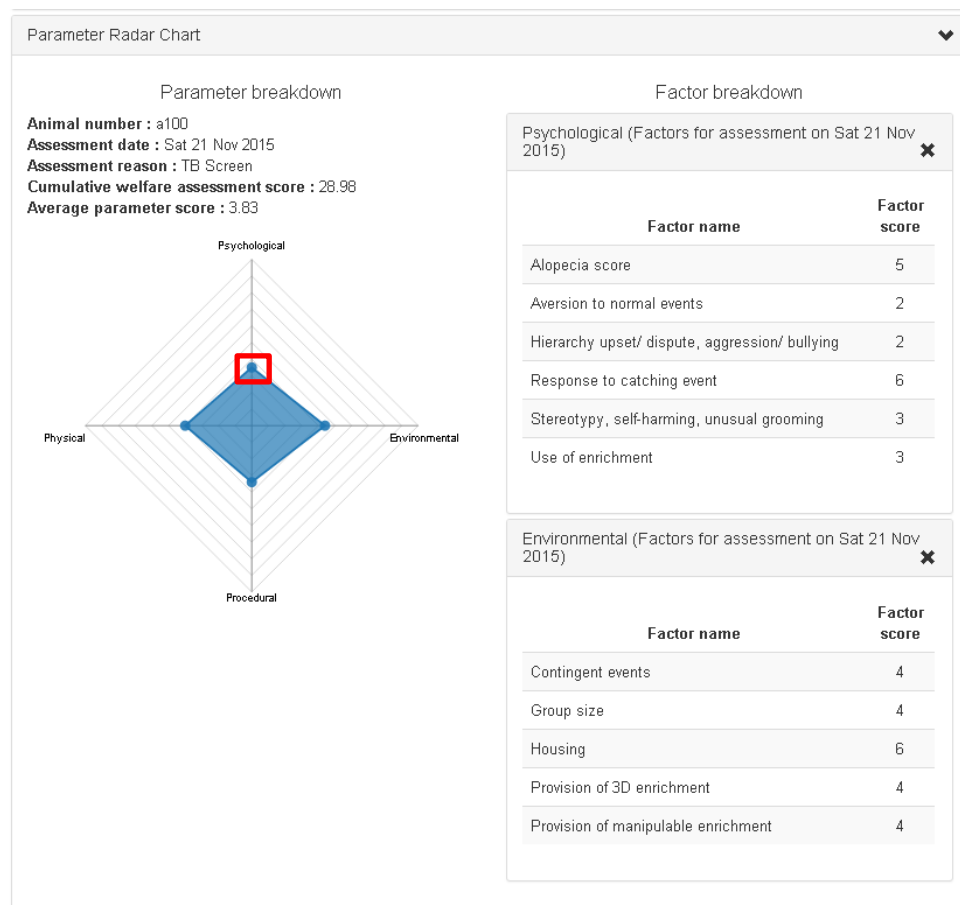 Parameter Radar Chart
Parameter breakdown
Animal number : a100
Assessment date : Sat 21 Nov 2015
Assessment reason : TB Screen
Cumulative welfare assessment score : 28.98
Average parameter score : 3.83
Psychological
Physical
Environmental
Procedural
Factor breakdown
Psychological (Factors for assessment on Sat 21 Nov
2015)
Factor name Factor score
Alopecia score 5
Aversion to normal events 2
Hierarchy upset/ dispute, aggression/ bullying 2
Response to catching event 6
Stereotypy, self-harming, unusual grooming 3
Use of enrichment 3
Environmental (Factors for assessment on Sat 21 Nov
2015)
Factor name Factor score
Contingent events 4
Group size 4
Housing 6
Provision of 3D enrichment 4
Provision of manipulable enrichment 4